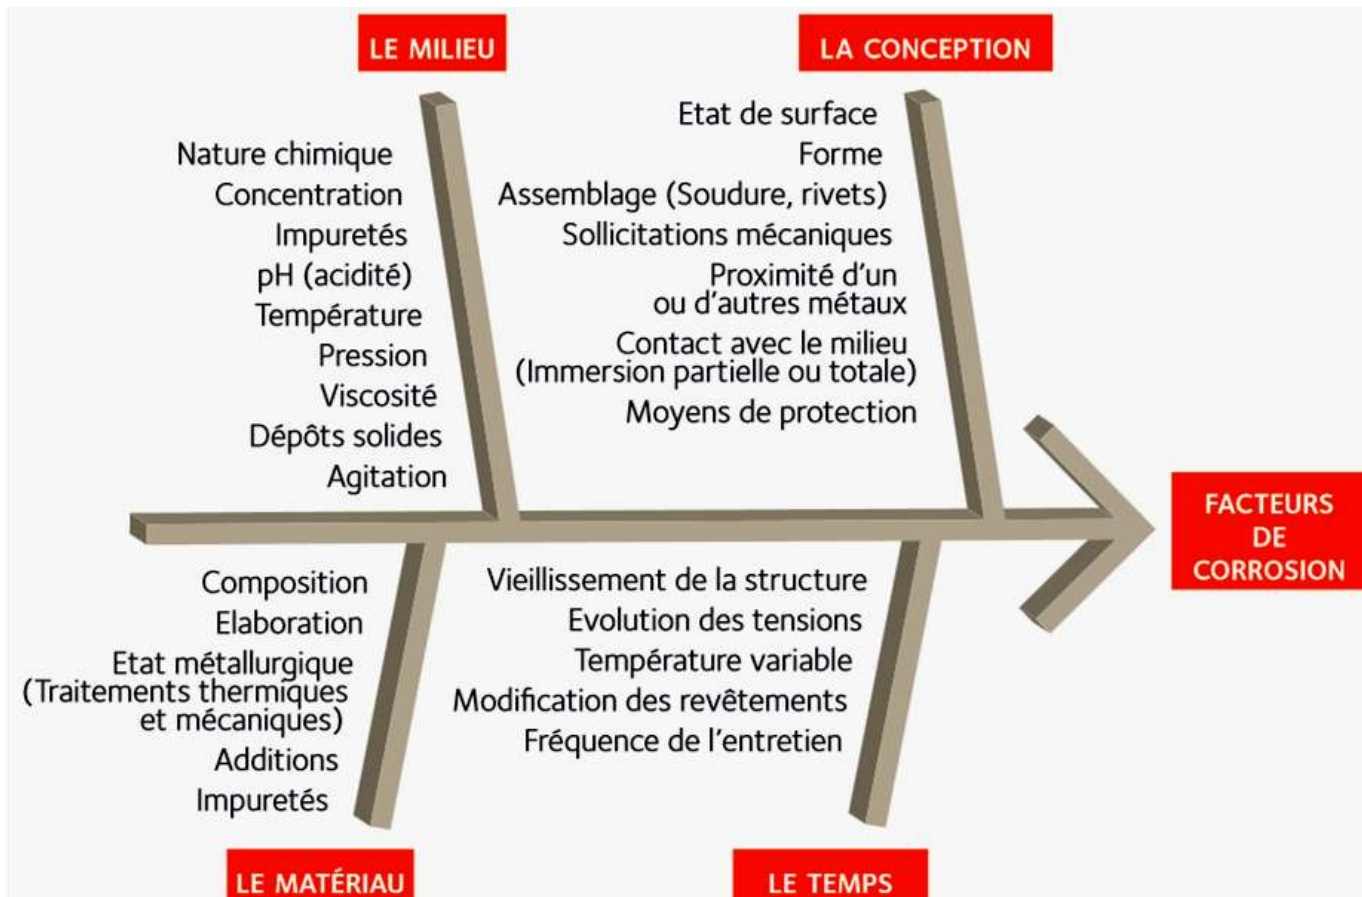 LE MILIEU
Nature chimique
Concentration
Impuretés
pH (acidité)
Température
Pression
Viscosité
Dépôts solides
Agitation
LA CONCEPTION
Etat de surface
Forme
Assemblage (Soudure, rivets)
Sollicitations mécaniques
Proximité d'un
ou d'autres métaux
Contact avec le milieu
(Immersion partielle ou totale)
Moyens de protection
FACTEURS
DE
CORROSION
Composition
Elaboration
Etat métallurgique
(Traitements thermiques
et mécaniques)
Additions
Impuretés
LE MATÉRIAU
Vieillissement de la structure
Evolution des tensions
Température variable
Modification des revêtements
Fréquence de l'entretien
LE TEMPS